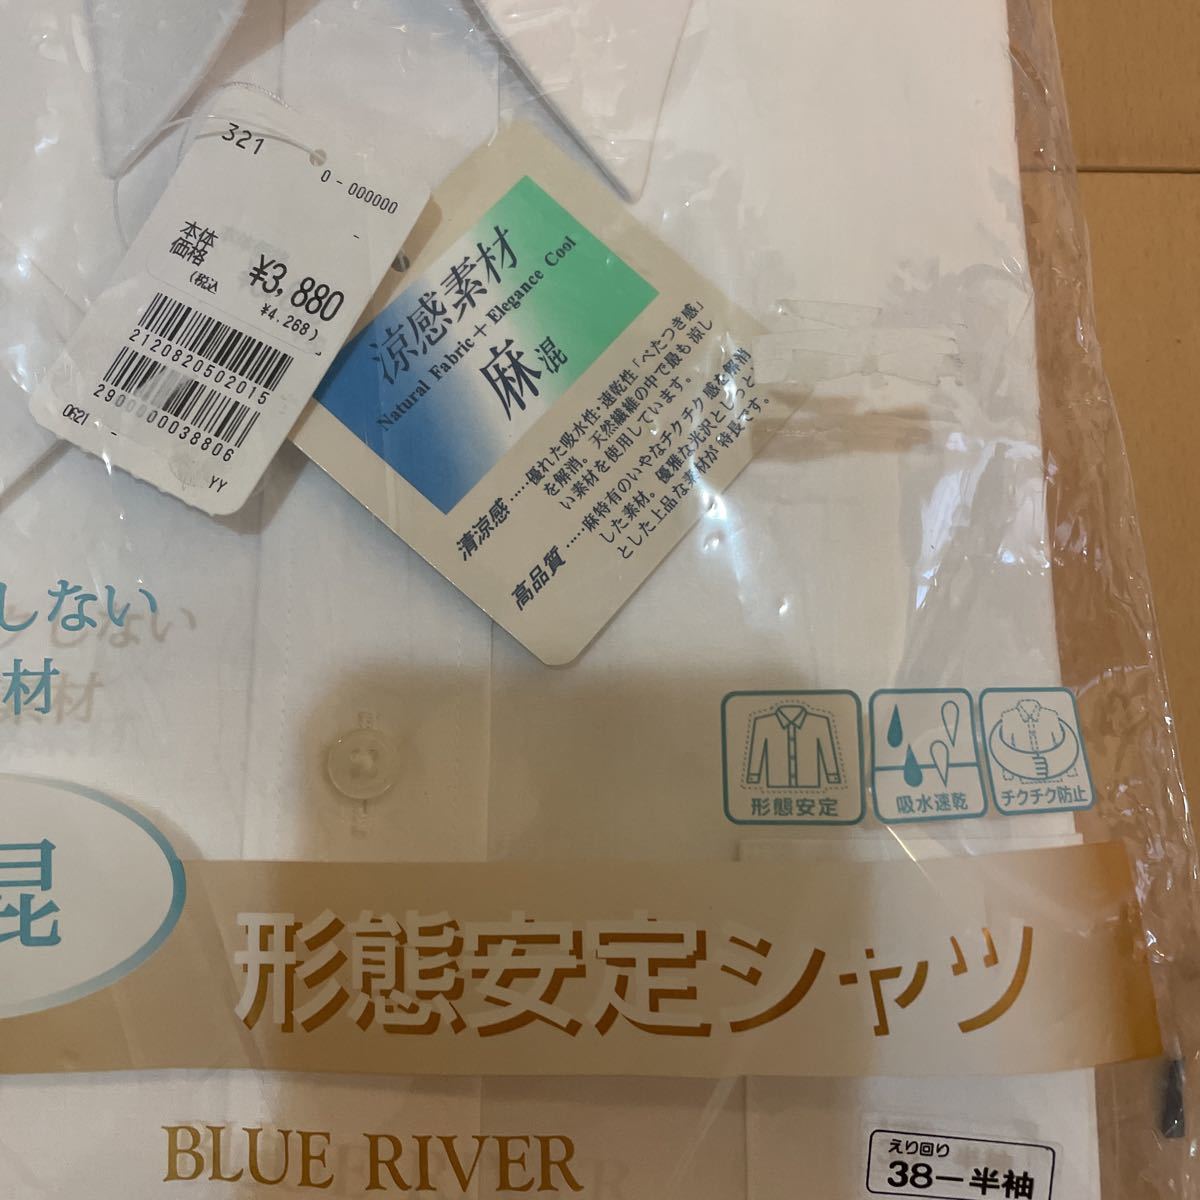 321
0-000000
本体
価格
¥3,880
(税込
¥4,268)
2120820502015
2900000038806
0621
YY
涼感素材
Natural Fabric+Elegance Cool
麻混
清涼感……優れた吸水性・速乾性「べたつき感」
を解消。天然繊維の中で最も涼し
い素材を使用しています。
高品質……麻特有のいやなチクチク感を解消
した素材。優雅な光沢としっとり
とした上品な素材が特長です。
しない
材
混
形態安定
吸水速乾
チクチク防止
形態安定シャツ
BLUE RIVER
えり回り
38-半袖